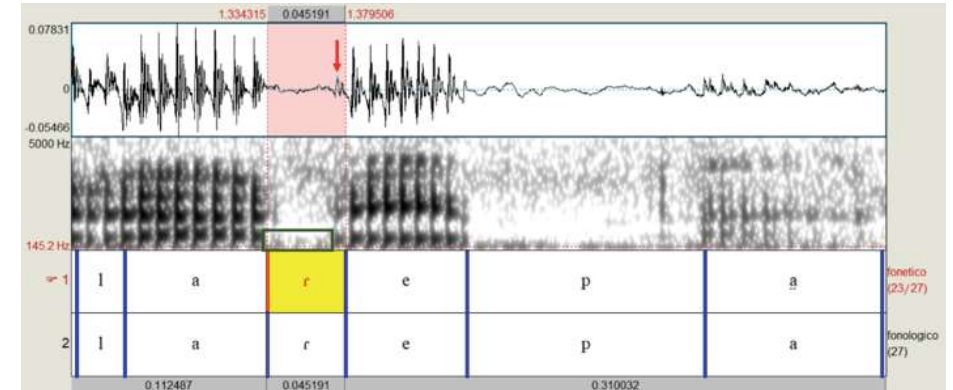 1.334315 0.045191 1.379506
0.07831
0
-0.05466
5000 Hz
145.2 Hz
☞ 1 l a ɾ e p a̤ fonetico (23/27)
2 l a ɾ e p a fonologico (27)
0.112487 0.045191 0.310032